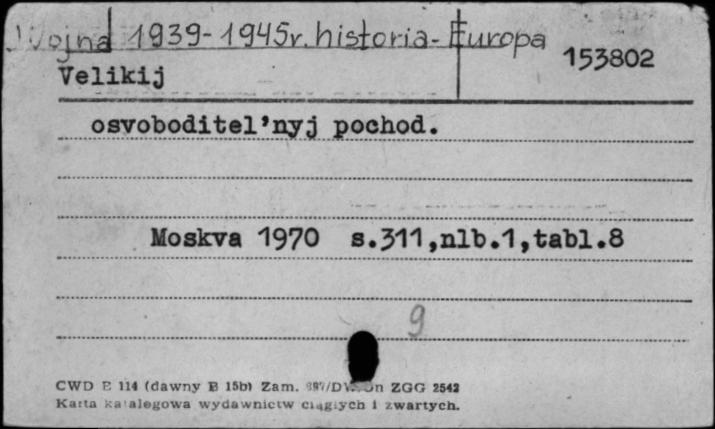 Wojna 1939-1945r. historia-Europa
153802
Velikij
osvoboditel'nyj pochod.
Moskva 1970 s.311,nlb.1,tabl.8
9
CWD E 114 (dawny B 15b) Zam. ZGG 2542
Karta katalegowa wydawnictw ciągłych i zwartych.